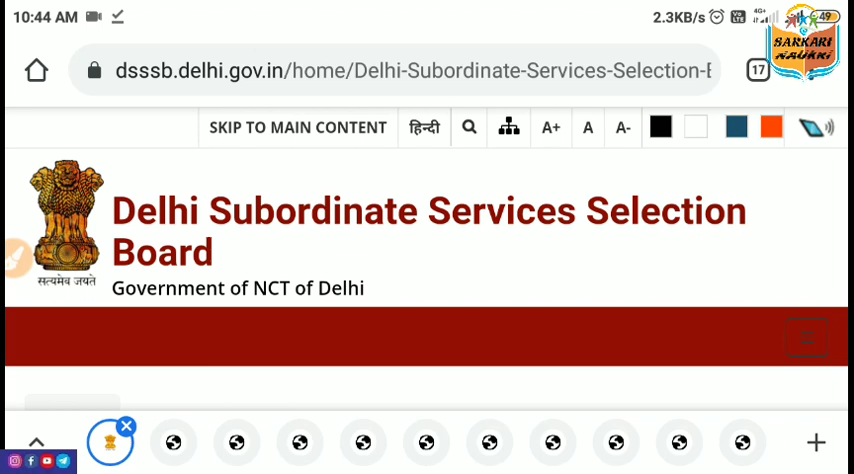 10:44 AM
2.3KB/s
4G+
49
SARKARI
NAUKRI
dsssb.delhi.gov.in/home/Delhi-Subordinate-Services-Selection-E
17
SKIP TO MAIN CONTENT
हिन्दी
A+
A
A-
Delhi Subordinate Services Selection
Board
सत्यमेव जयते
Government of NCT of Delhi